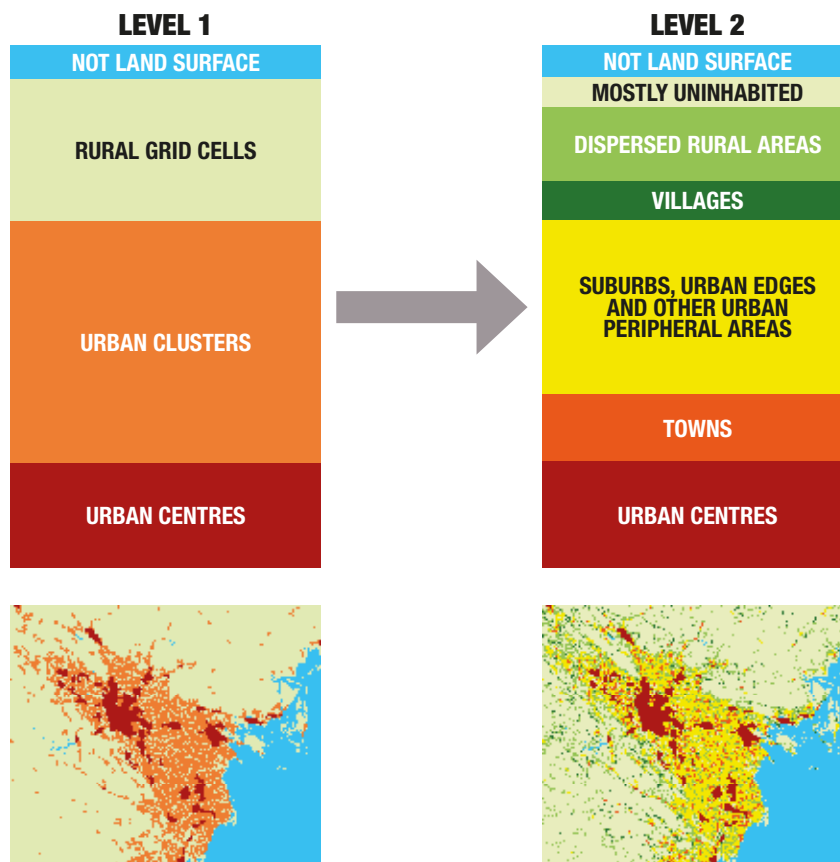 LEVEL 1
NOT LAND SURFACE
RURAL GRID CELLS
URBAN CLUSTERS
URBAN CENTRES
LEVEL 2
NOT LAND SURFACE
MOSTLY UNINHABITED
DISPERSED RURAL AREAS
VILLAGES
SUBURBS, URBAN EDGES
AND OTHER URBAN
PERIPHERAL AREAS
TOWNS
URBAN CENTRES